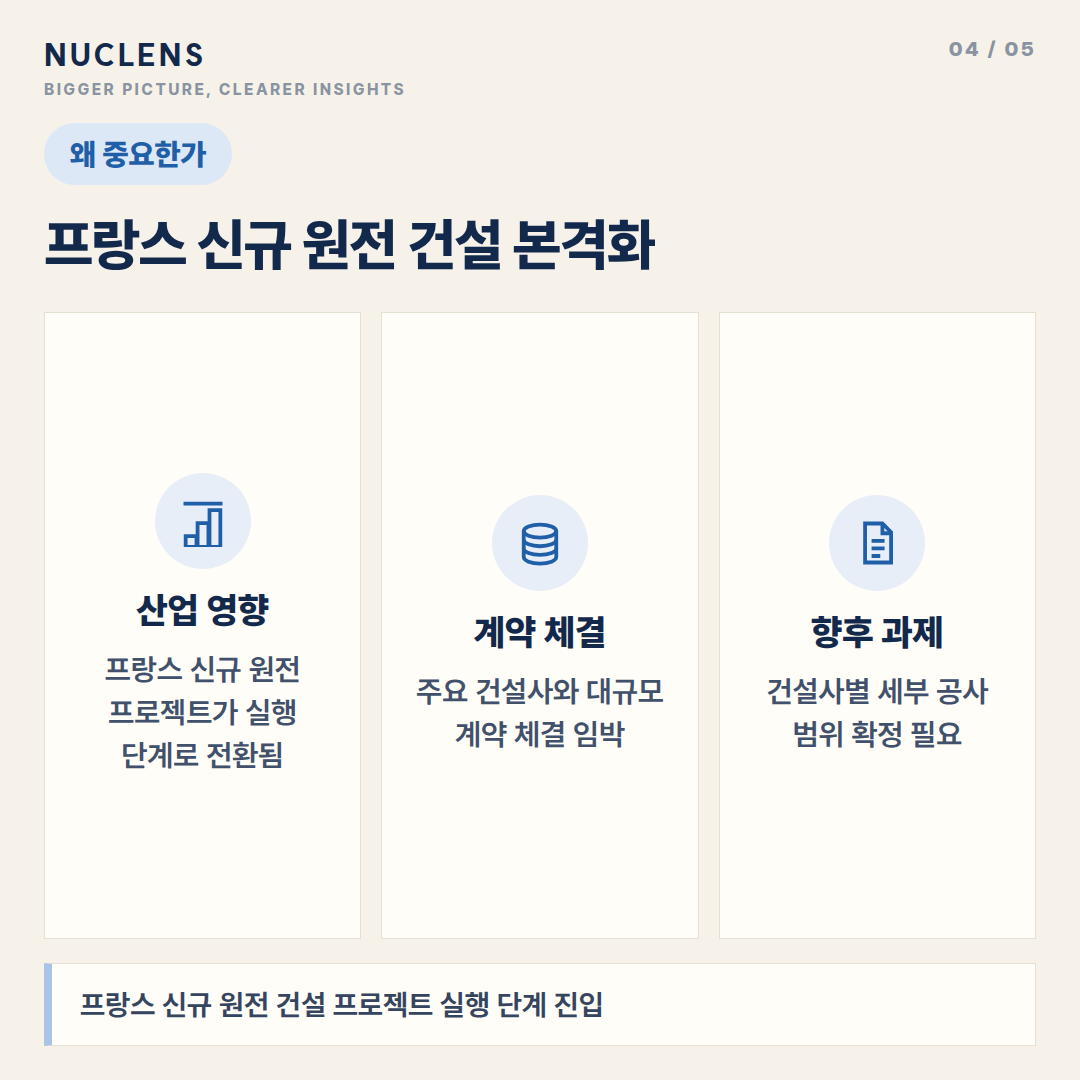 NUCLENS
04 / 05
BIGGER PICTURE, CLEARER INSIGHTS
왜 중요한가
프랑스 신규 원전 건설 본격화
산업 영향
프랑스 신규 원전
프로젝트가 실행
단계로 전환됨
계약 체결
주요 건설사와 대규모
계약 체결 임박
향후 과제
건설사별 세부 공사
범위 확정 필요
프랑스 신규 원전 건설 프로젝트 실행 단계 진입